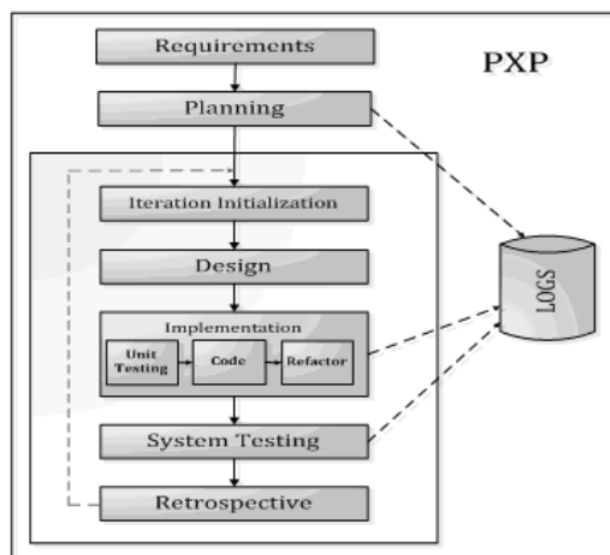 Requirements
PXP
Planning
Iteration Initialization
Design
LOGS
Implementation
Unit
Testing
Code
Refactor
System Testing
Retrospective